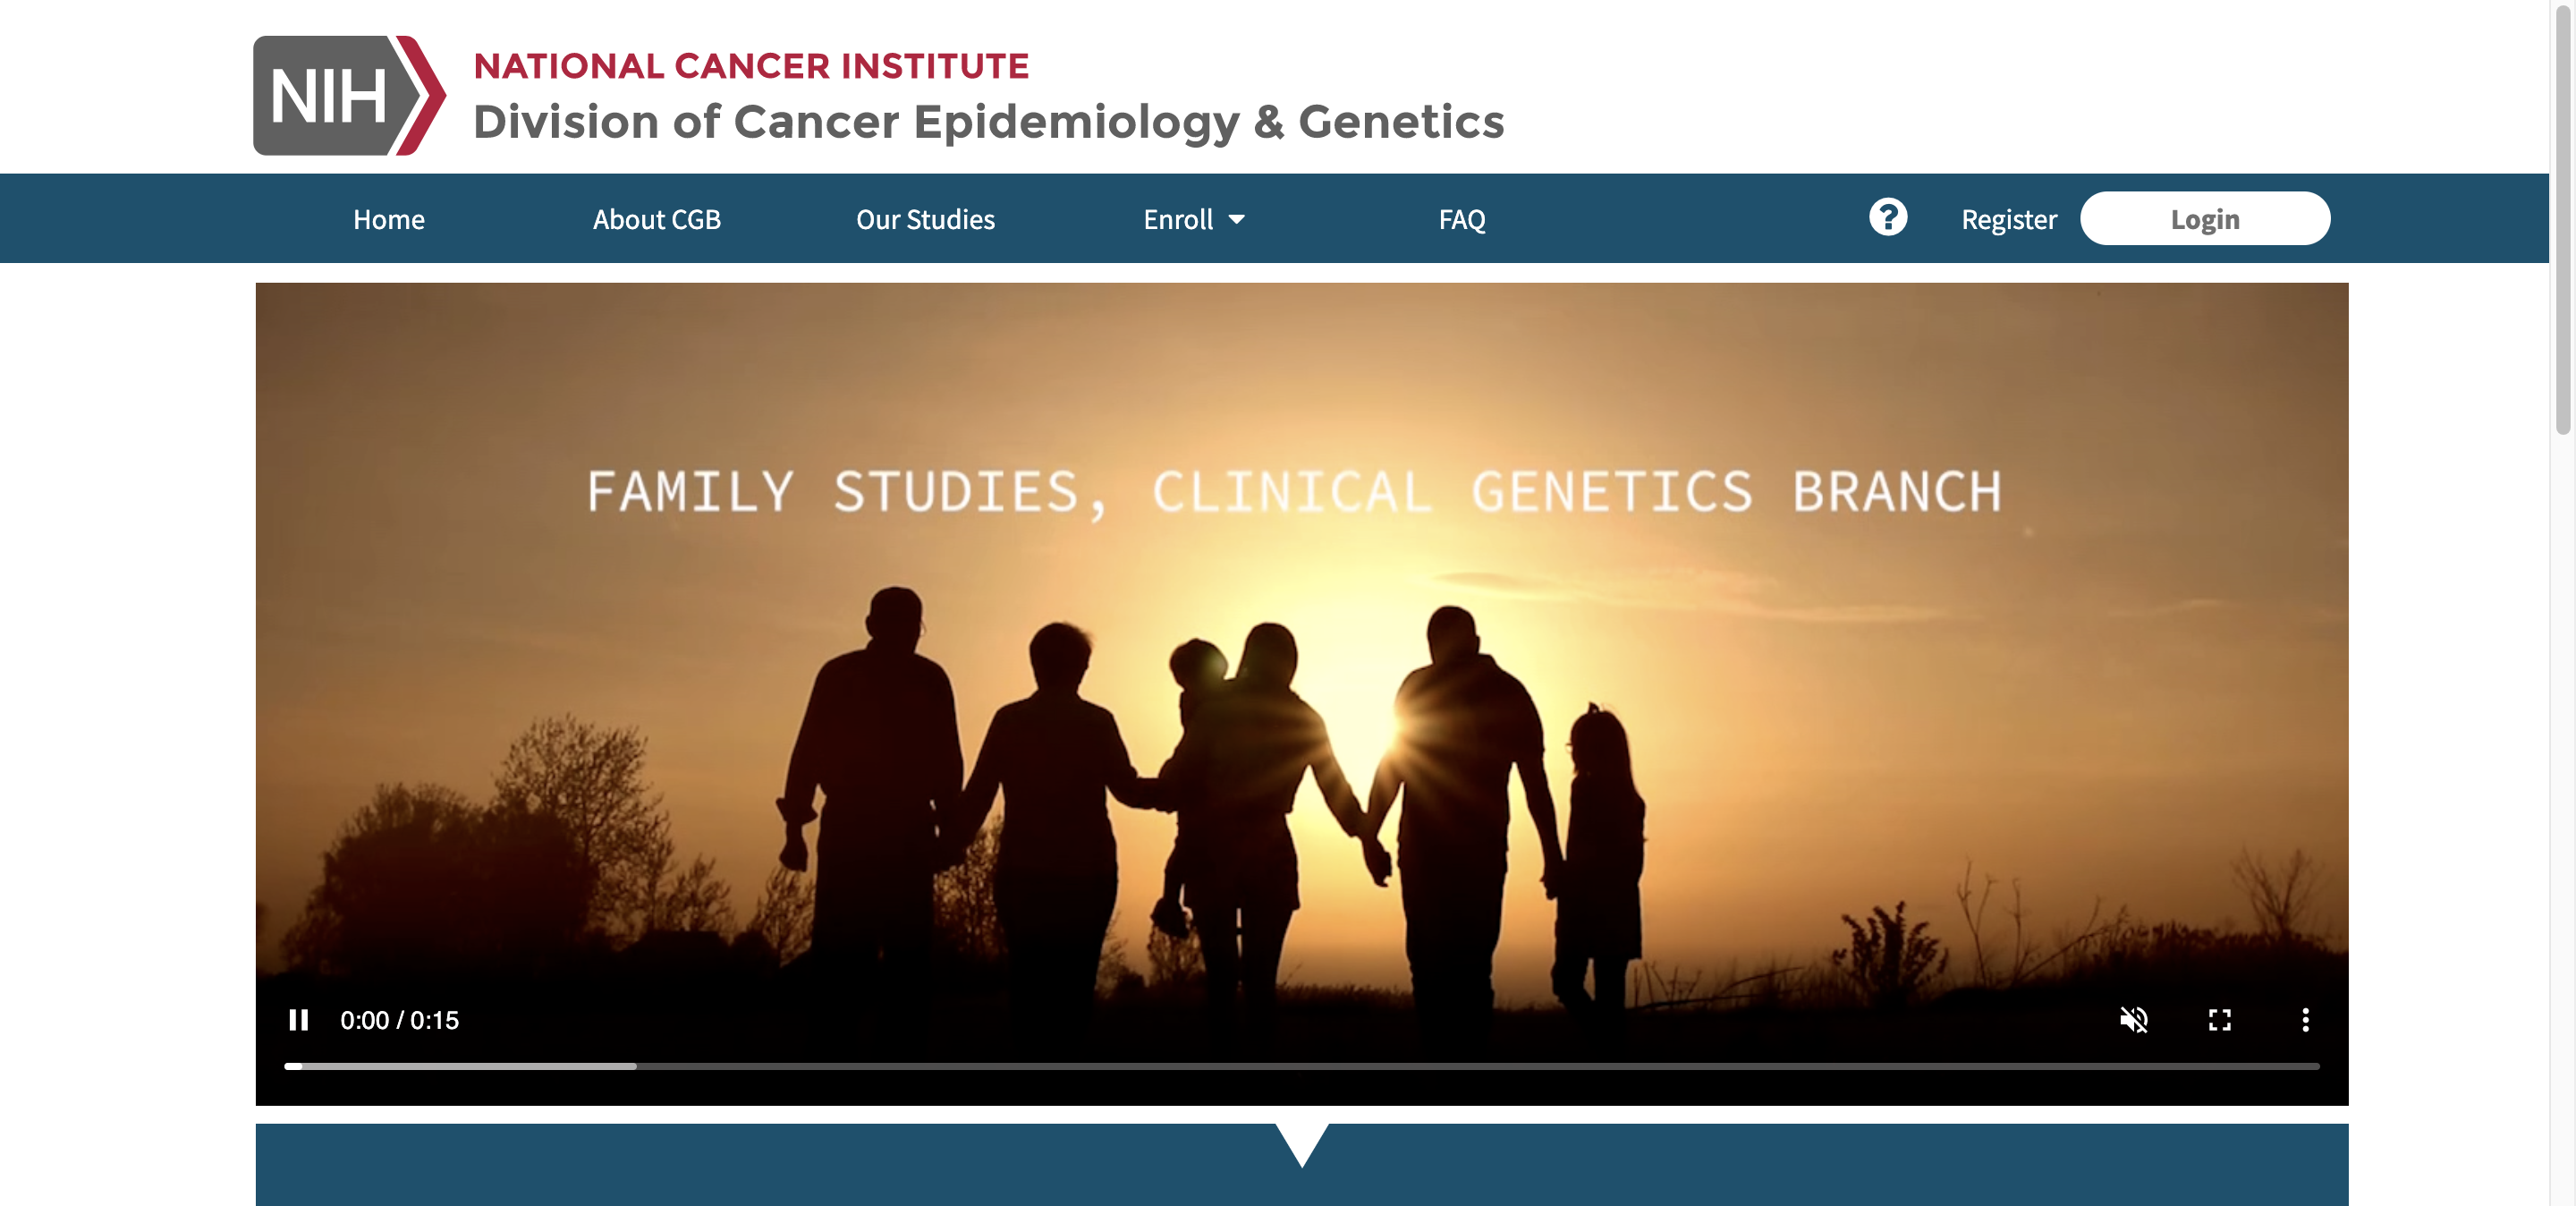 NIH
NATIONAL CANCER INSTITUTE
Division of Cancer Epidemiology & Genetics
Home About CGB Our Studies Enroll FAQ ? Register Login
FAMILY STUDIES, CLINICAL GENETICS BRANCH
0:00 / 0:15